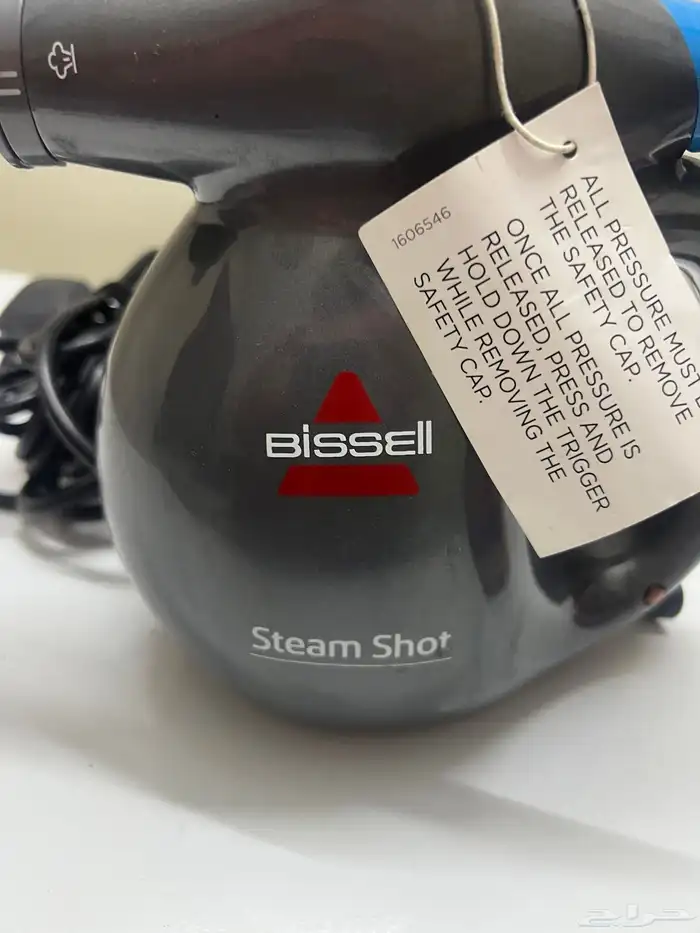 BISSELL
Steam Shot
1606546
ALL PRESSURE MUST
RELEASED TO REMOVE
THE SAFETY CAP.
ONCE ALL PRESSURE IS
RELEASED, PRESS AND
HOLD DOWN THE TRIGGER
WHILE REMOVING THE
SAFETY CAP.
حراج